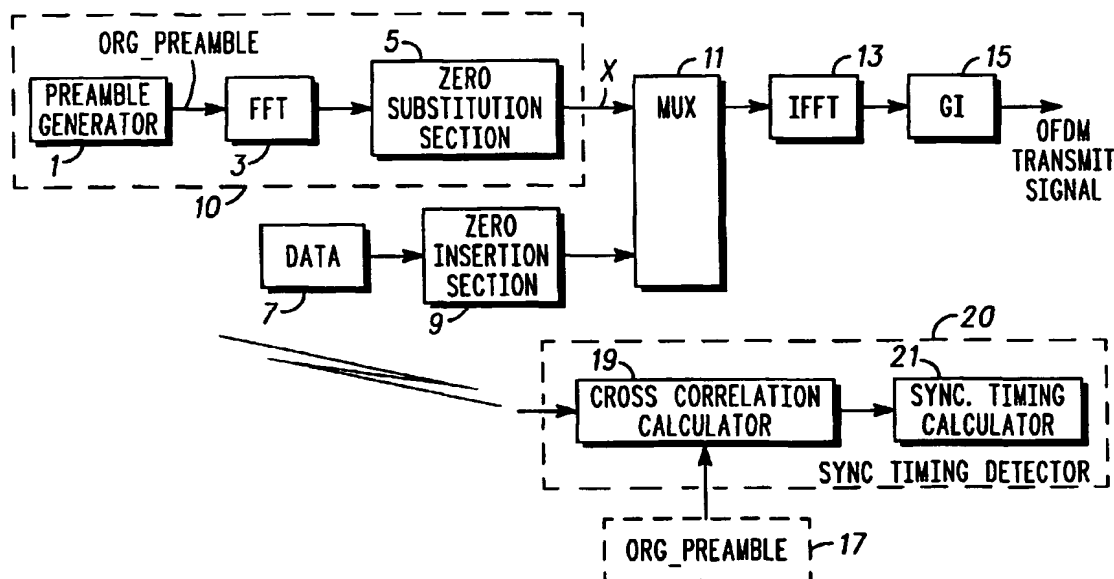 ORG_PREAMBLE
PREAMBLE
GENERATOR
1
FFT
3
5
ZERO
SUBSTITUTION
SECTION
10
X
11
MUX
13
IFFT
15
GI
OFDM
TRANSMIT
SIGNAL
DATA
7
ZERO
INSERTION
SECTION
9
20
19
CROSS CORRELATION
CALCULATOR
21
SYNC. TIMING
CALCULATOR
SYNC TIMING DETECTOR
ORG_PREAMBLE
17